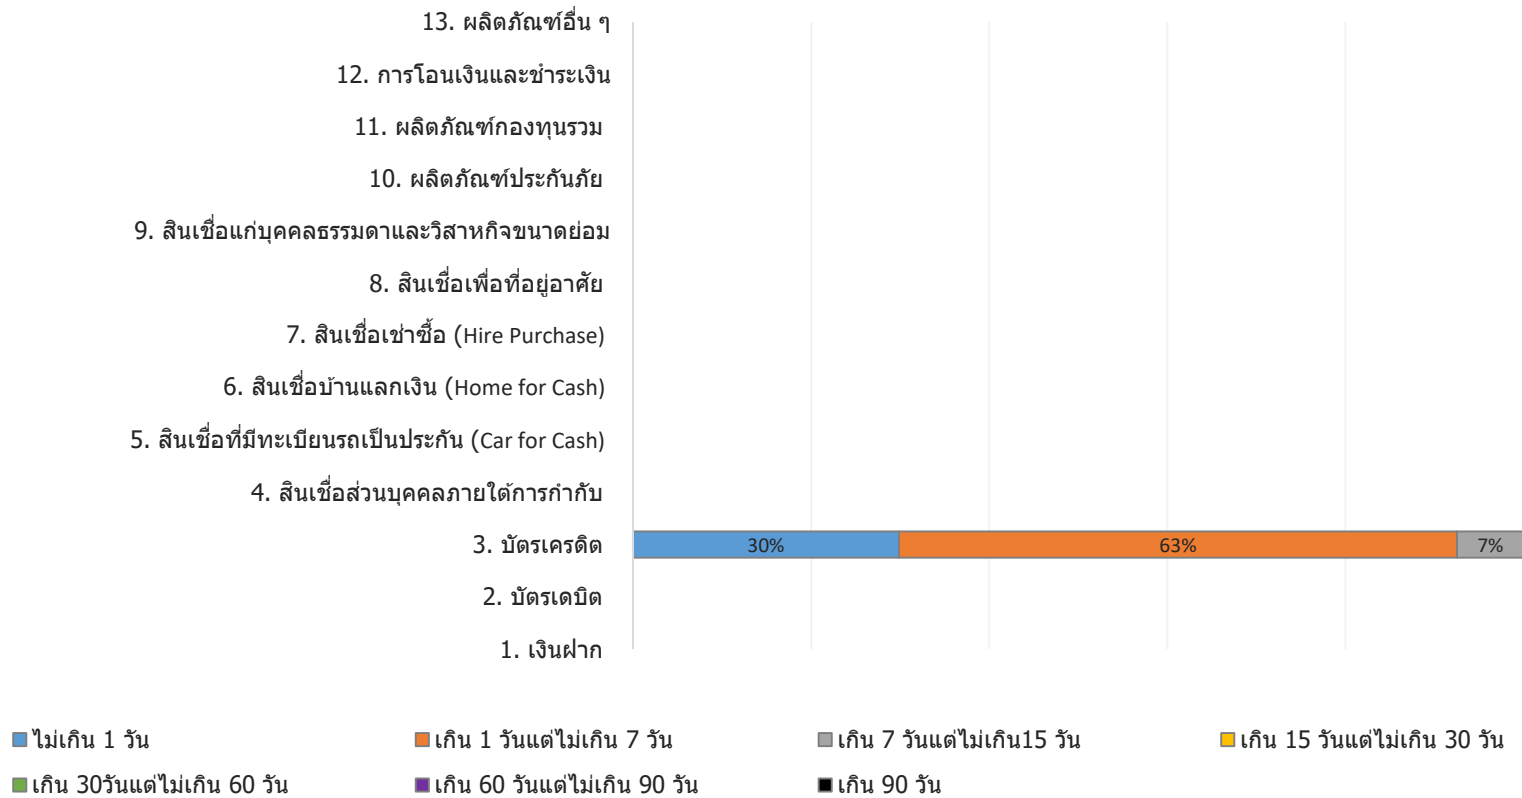 13. ผลิตภัณฑ์อื่น ๆ
12. การโอนเงินและชำระเงิน
11. ผลิตภัณฑ์กองทุนรวม
10. ผลิตภัณฑ์ประกันภัย
9. สินเชื่อแก่บุคคลธรรมดาและวิสาหกิจขนาดย่อม
8. สินเชื่อเพื่อที่อยู่อาศัย
7. สินเชื่อเช่าซื้อ (Hire Purchase)
6. สินเชื่อบ้านแลกเงิน (Home for Cash)
5. สินเชื่อที่มีทะเบียนรถเป็นประกัน (Car for Cash)
4. สินเชื่อส่วนบุคคลภายใต้การกำกับ
3. บัตรเครดิต 30% 63% 7%
2. บัตรเดบิต
1. เงินฝาก
ไม่เกิน 1 วัน เกิน 1 วันแต่ไม่เกิน 7 วัน เกิน 7 วันแต่ไม่เกิน15 วัน เกิน 15 วันแต่ไม่เกิน 30 วัน
เกิน 30วันแต่ไม่เกิน 60 วัน เกิน 60 วันแต่ไม่เกิน 90 วัน เกิน 90 วัน